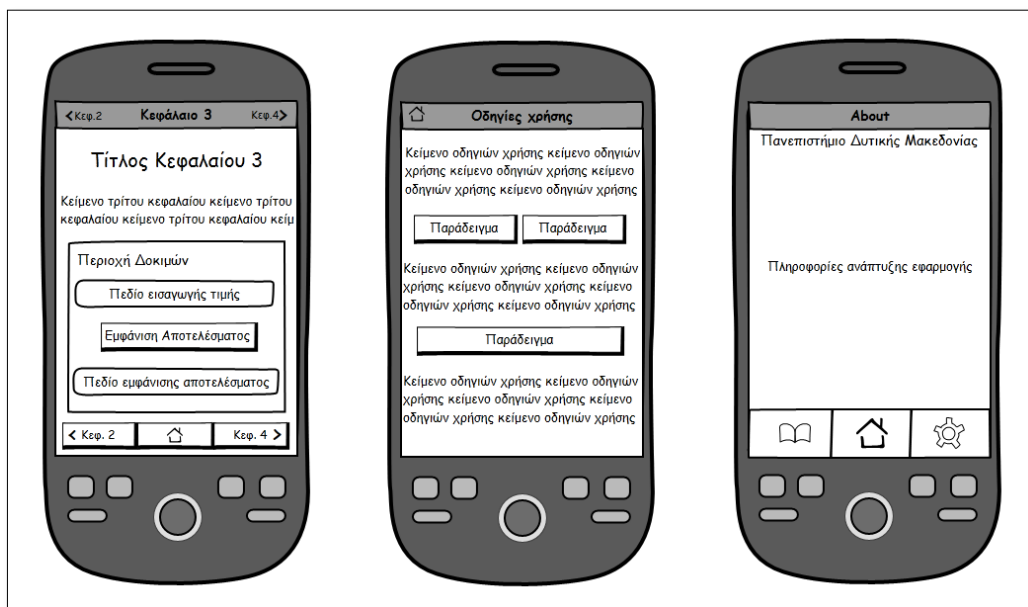 Κεφ.2 Κεφάλαιο 3 Κεφ.4
Τίτλος Κεφαλαίου 3
Κείμενο τρίτου κεφαλαίου κείμενο τρίτου
κεφαλαίου κείμενο τρίτου κεφαλαίου κείμ
Περιοχή Δοκιμών
Πεδίο εισαγωγής τιμής
Εμφάνιση Αποτελέσματος
Πεδίο εμφάνισης αποτελέσματος
Κεφ. 2 Κεφ. 4
Οδηγίες χρήσης
Κείμενο οδηγιών χρήσης κείμενο οδηγιών
χρήσης κείμενο οδηγιών χρήσης κείμενο
οδηγιών χρήσης κείμενο οδηγιών χρήσης
Παράδειγμα Παράδειγμα
Κείμενο οδηγιών χρήσης κείμενο οδηγιών
χρήσης κείμενο οδηγιών χρήσης κείμενο
οδηγιών χρήσης κείμενο οδηγιών χρήσης
Παράδειγμα
Κείμενο οδηγιών χρήσης κείμενο οδηγιών
χρήσης κείμενο οδηγιών χρήσης κείμενο
οδηγιών χρήσης κείμενο οδηγιών χρήσης
About
Πανεπιστήμιο Δυτικής Μακεδονίας
Πληροφορίες ανάπτυξης εφαρμογής